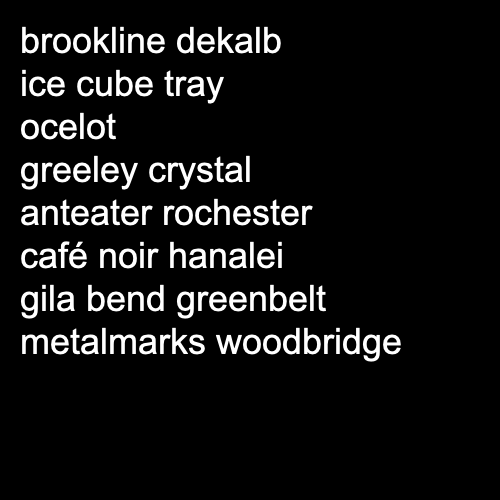 brookline dekalb
ice cube tray
ocelot
greeley crystal
anteater rochester
café noir hanalei
gila bend greenbelt
metalmarks woodbridge